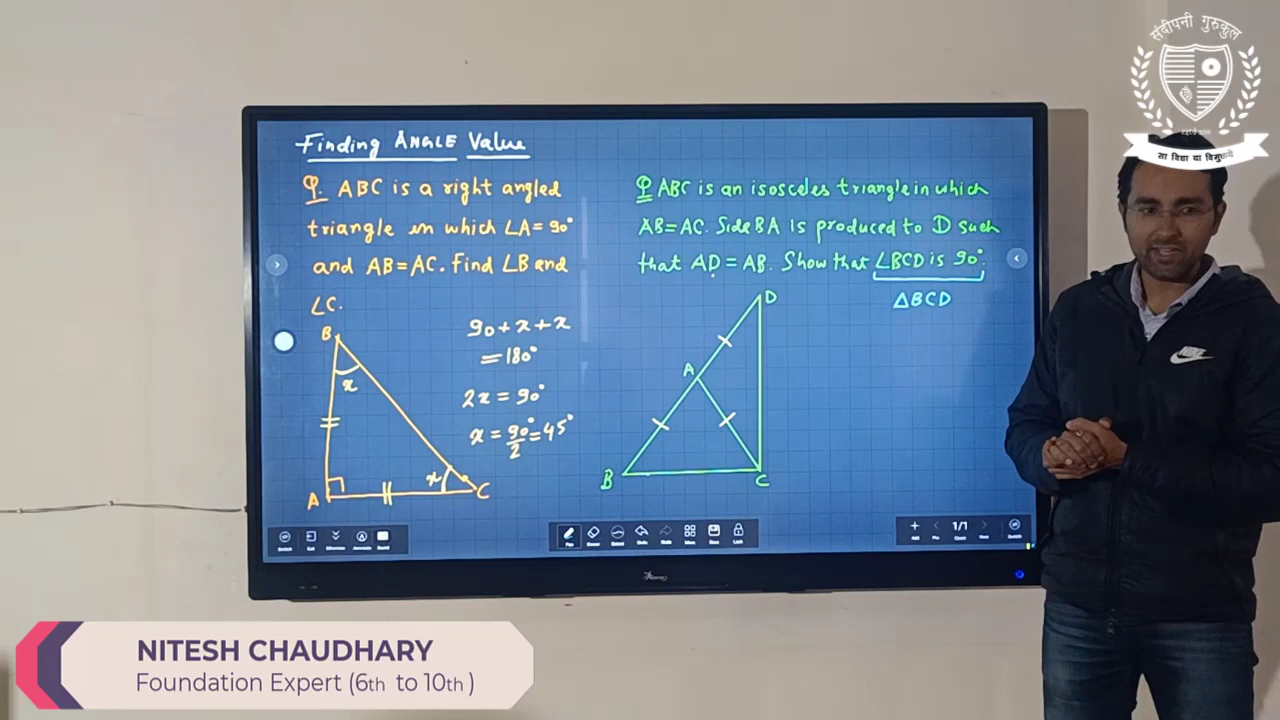 संदीपनी गुरुकुल
सा विद्या या विमुक्तये
Finding ANGLE Value
Q. ABC is a right angled
triangle in which ∠A = 90°
and AB = AC. Find ∠B and
∠C.
B
x
A
x
C
90 + x + x
= 180°
2x = 90°
x = 90°/2 = 45°
Q ABC is an isosceles triangle in which
AB = AC. Side BA is produced to D such
that AD = AB. Show that ∠BCD is 90°.
△BCD
D
A
B
C
1/1
NITESH CHAUDHARY
Foundation Expert (6th to 10th)